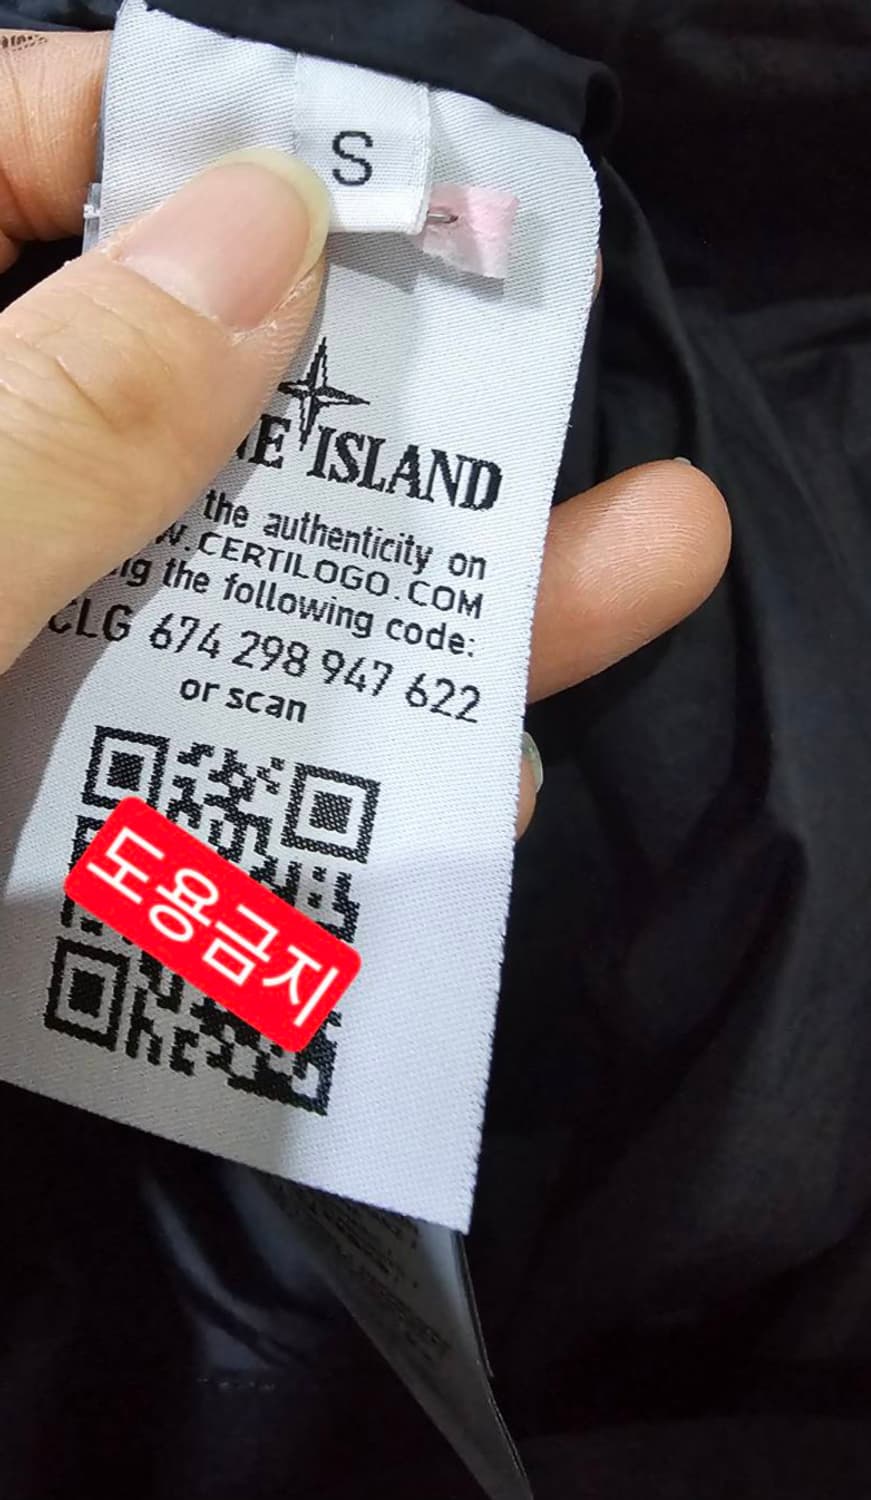 S
ISLAND
the authenticity on
.CERTILOGO.COM
the following code:
CLG 674 298 947 622
or scan
도용금지